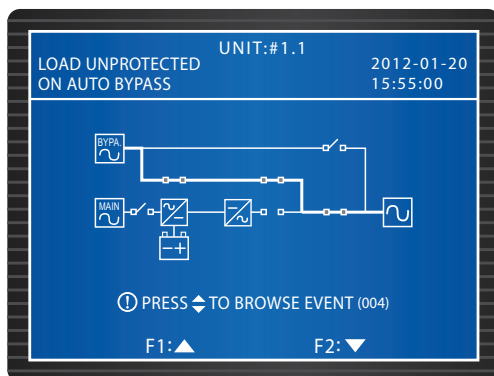 UNIT:#1.1
LOAD UNPROTECTED
ON AUTO BYPASS
2012-01-20
15:55:00
BYPA.
MAIN
PRESS TO BROWSE EVENT (004)
F1: F2: